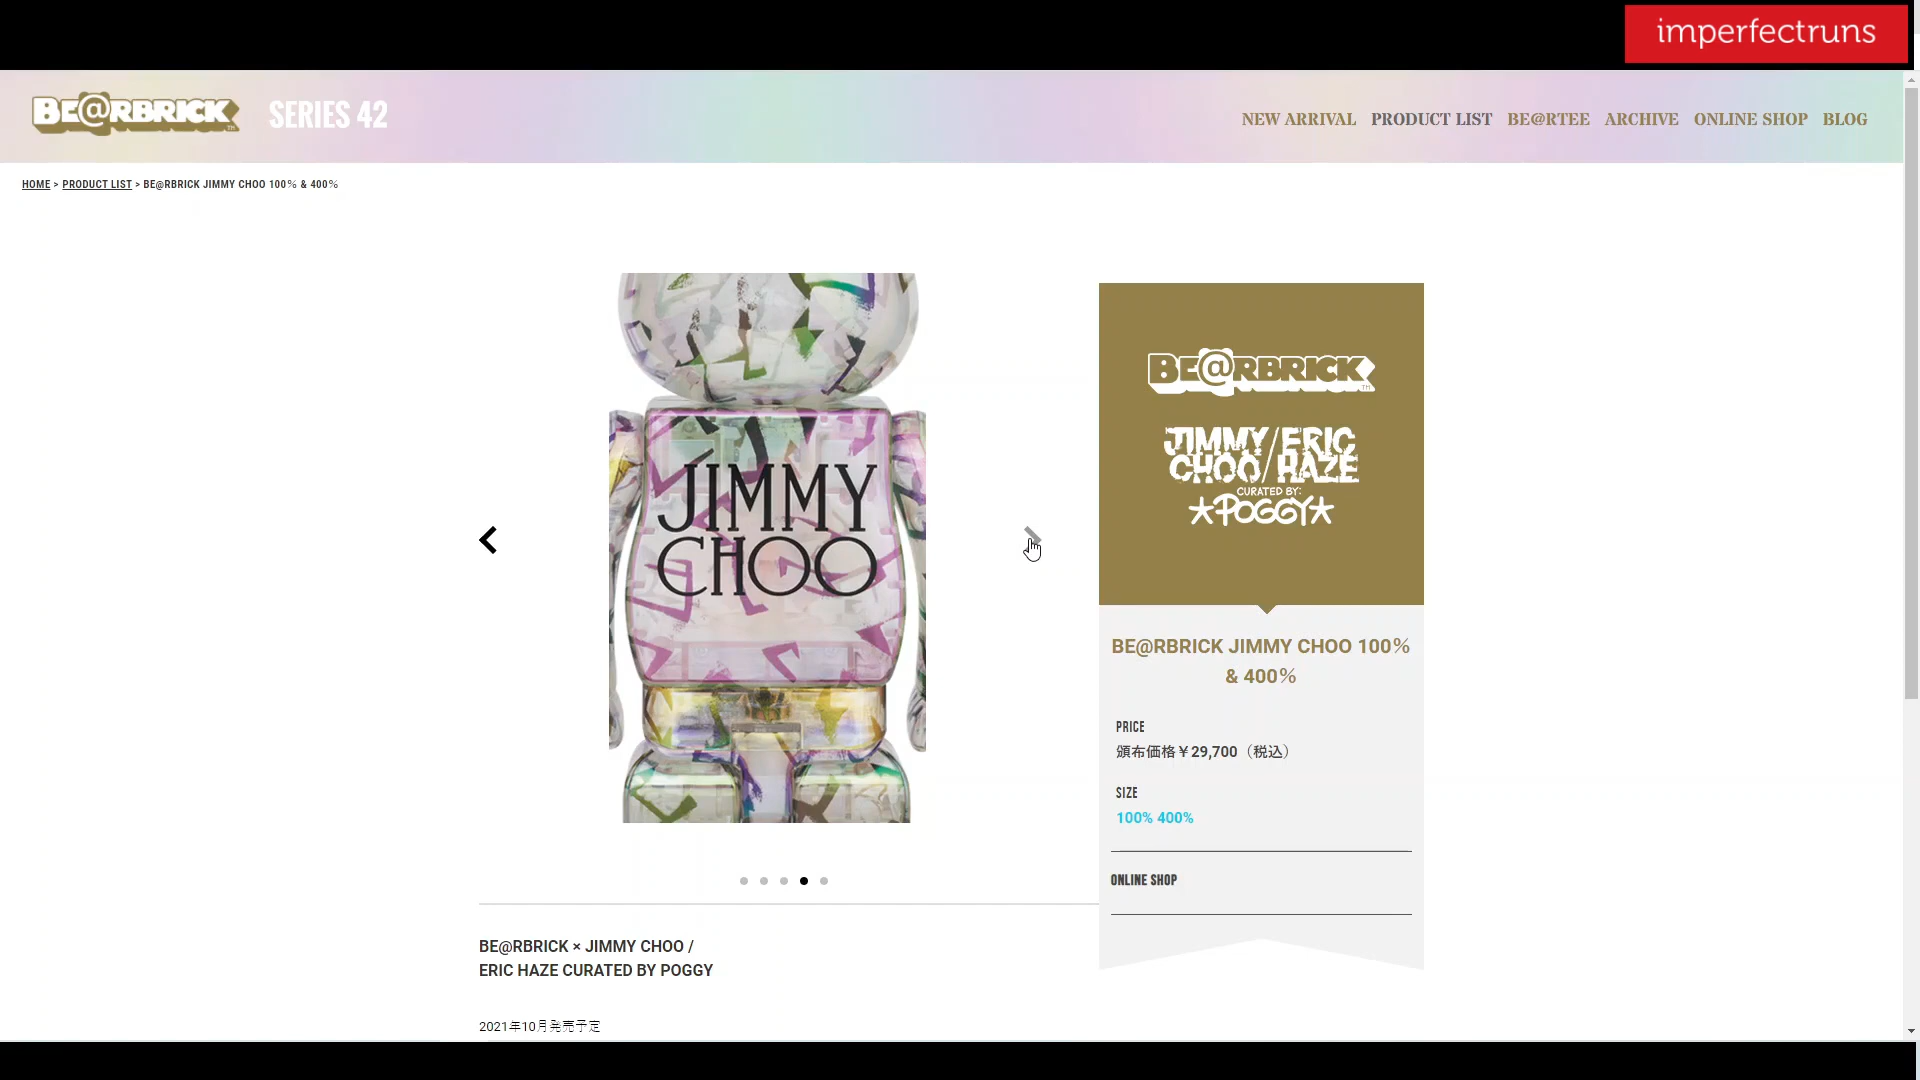 imperfectruns
BE@RBRICK TM
SERIES 42
NEW ARRIVAL PRODUCT LIST BE@RTEE ARCHIVE ONLINE SHOP BLOG
HOME > PRODUCT LIST > BE@RBRICK JIMMY CHOO 100% & 400%
JIMMY
CHOO
BE@RBRICK TM
JIMMY/ERIC
CHOO/HAZE
CURATED BY:
★POGGY★
BE@RBRICK JIMMY CHOO 100%
& 400%
PRICE
頒布価格￥29,700（税込）
SIZE
100% 400%
ONLINE SHOP
BE@RBRICK × JIMMY CHOO /
ERIC HAZE CURATED BY POGGY
2021年10月発売予定